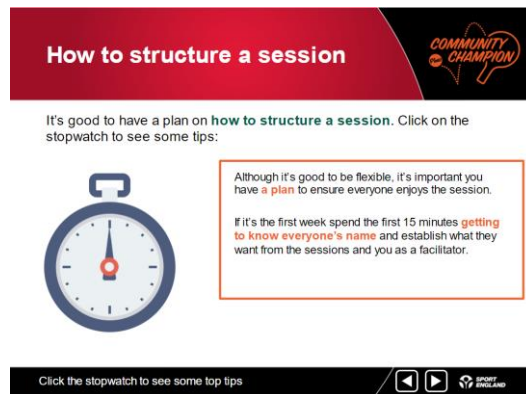 How to structure a session
COMMUNITY
CHAMPION
It's good to have a plan on how to structure a session. Click on the
stopwatch to see some tips:
Although it's good to be flexible, it's important you
have a plan to ensure everyone enjoys the session.
If it's the first week spend the first 15 minutes getting
to know everyone's name and establish what they
want from the sessions and you as a facilitator.
Click the stopwatch to see some top tips
SPORT
ENGLAND